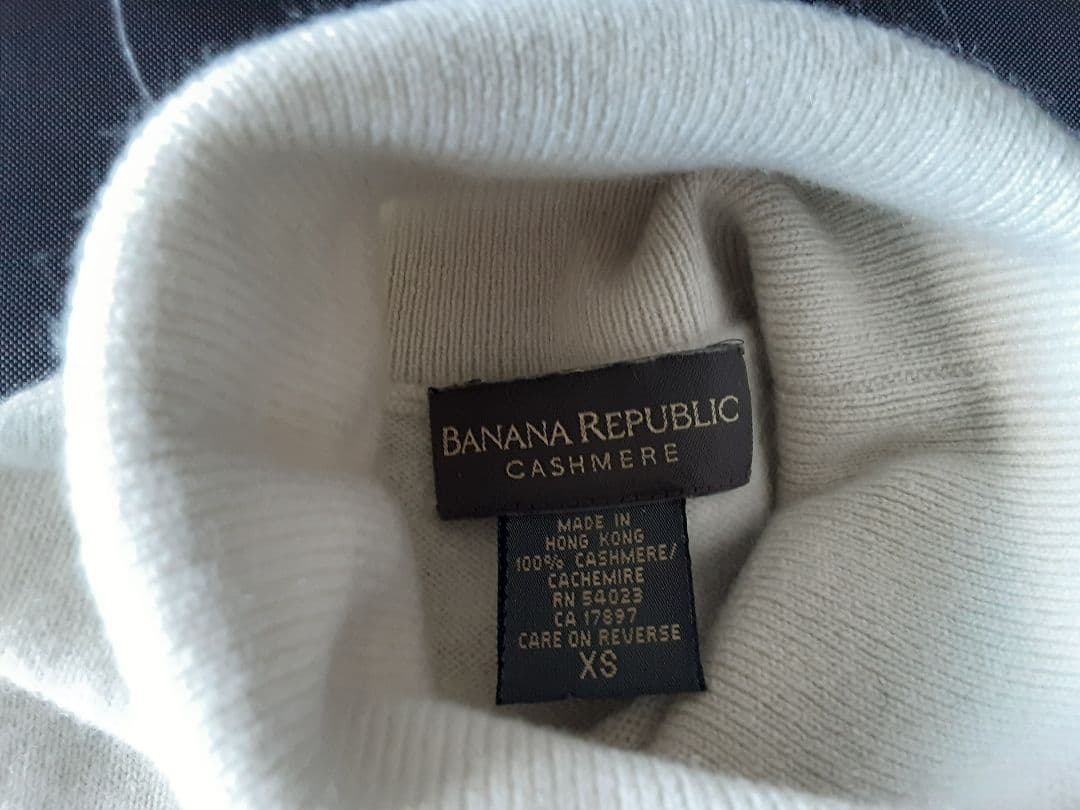 BANANA REPUBLIC
CASHMERE
MADE IN
HONG KONG
100% CASHMERE/
CACHEMIRE
RN 54023
CA 17897
CARE ON REVERSE
XS